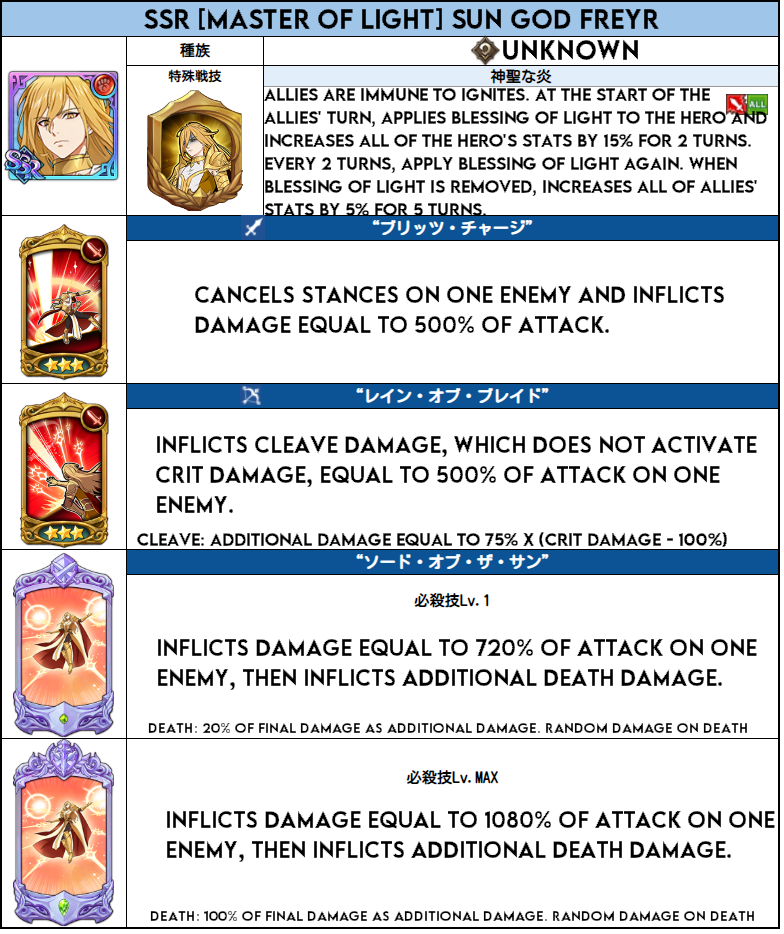 SSR [MASTER OF LIGHT] SUN GOD FREYR
種族
UNKNOWN
SSR
特殊戦技
神聖な炎
ALLIES ARE IMMUNE TO IGNITES. AT THE START OF THE
ALL
ALLIES' TURN, APPLIES BLESSING OF LIGHT TO THE HERO AND
INCREASES ALL OF THE HERO'S STATS BY 15% FOR 2 TURNS.
EVERY 2 TURNS, APPLY BLESSING OF LIGHT AGAIN. WHEN
BLESSING OF LIGHT IS REMOVED, INCREASES ALL OF ALLIES'
STATS BY 5% FOR 5 TURNS.
“ブリッツ・チャージ”
CANCELS STANCES ON ONE ENEMY AND INFLICTS
DAMAGE EQUAL TO 500% OF ATTACK.
“レイン・オブ・ブレイド”
INFLICTS CLEAVE DAMAGE, WHICH DOES NOT ACTIVATE
CRIT DAMAGE, EQUAL TO 500% OF ATTACK ON ONE
ENEMY.
CLEAVE: ADDITIONAL DAMAGE EQUAL TO 75% X (CRIT DAMAGE - 100%)
“ソード・オブ・ザ・サン”
必殺技Lv.1
INFLICTS DAMAGE EQUAL TO 720% OF ATTACK ON ONE
ENEMY, THEN INFLICTS ADDITIONAL DEATH DAMAGE.
DEATH: 20% OF FINAL DAMAGE AS ADDITIONAL DAMAGE. RANDOM DAMAGE ON DEATH
必殺技Lv.MAX
INFLICTS DAMAGE EQUAL TO 1080% OF ATTACK ON ONE
ENEMY, THEN INFLICTS ADDITIONAL DEATH DAMAGE.
DEATH: 100% OF FINAL DAMAGE AS ADDITIONAL DAMAGE. RANDOM DAMAGE ON DEATH